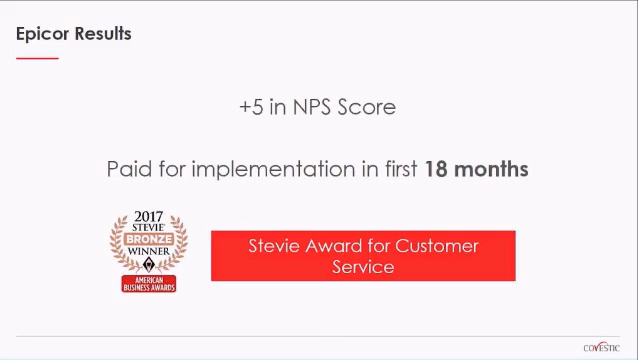 Epicor Results
+5 in NPS Score
Paid for implementation in first 18 months
2017
STEVIE®
BRONZE
WINNER
AMERICAN
BUSINESS AWARDS
Stevie Award for Customer
Service
COVESTIC